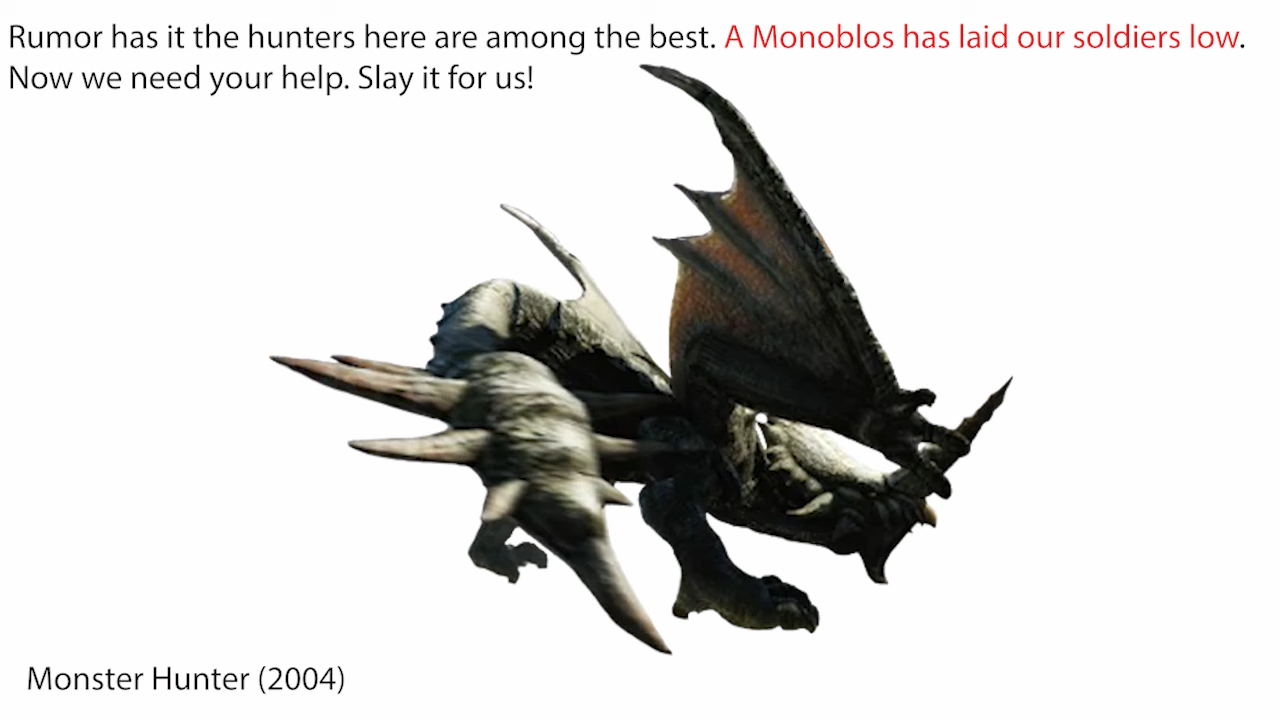 Rumor has it the hunters here are among the best. A Monoblos has laid our soldiers low.
Now we need your help. Slay it for us!
Monster Hunter (2004)